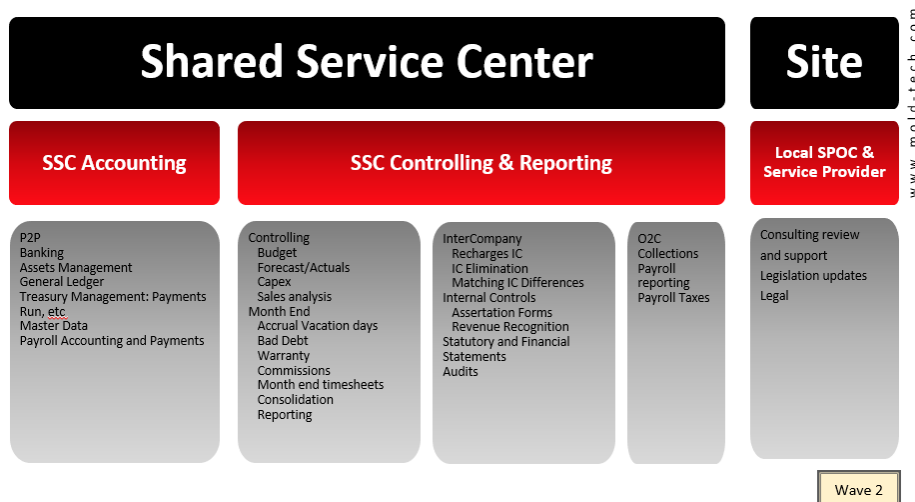 Shared Service Center
Site
SSC Accounting
SSC Controlling & Reporting
Local SPOC &
Service Provider
P2P
Banking
Assets Management
General Ledger
Treasury Management: Payments
Run, etc
Master Data
Payroll Accounting and Payments
Controlling
Budget
Forecast/Actuals
Capex
Sales analysis
Month End
Accrual Vacation days
Bad Debt
Warranty
Commissions
Month end timesheets
Consolidation
Reporting
InterCompany
Recharges IC
IC Elimination
Matching IC Differences
Internal Controls
Assertation Forms
Revenue Recognition
Statutory and Financial
Statements
Audits
O2C
Collections
Payroll
reporting
Payroll Taxes
Consulting review
and support
Legislation updates
Legal
www.mold-tech.com
Wave 2